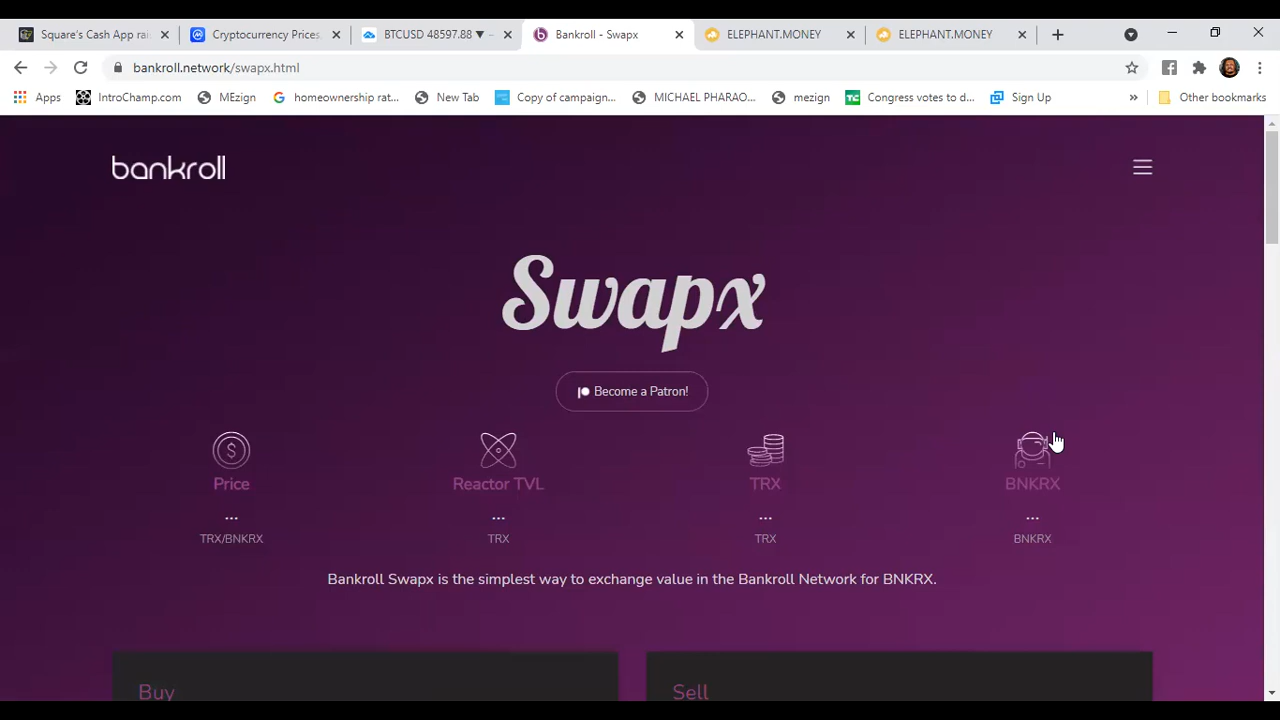 Square's Cash App rai
Cryptocurrency Prices,
BTCUSD 48597.88 ▼ −
Bankroll - Swapx
ELEPHANT.MONEY
ELEPHANT.MONEY
bankroll.network/swapx.html
Apps
IntroChamp.com
MEzign
homeownership rat...
New Tab
Copy of campaign...
MICHAEL PHARAO...
mezign
Congress votes to d...
Sign Up
Other bookmarks
bankroll
Swapx
Become a Patron!
Price
Reactor TVL
TRX
BNKRX
...
...
...
...
TRX/BNKRX
TRX
TRX
BNKRX
Bankroll Swapx is the simplest way to exchange value in the Bankroll Network for BNKRX.
Buy
Sell